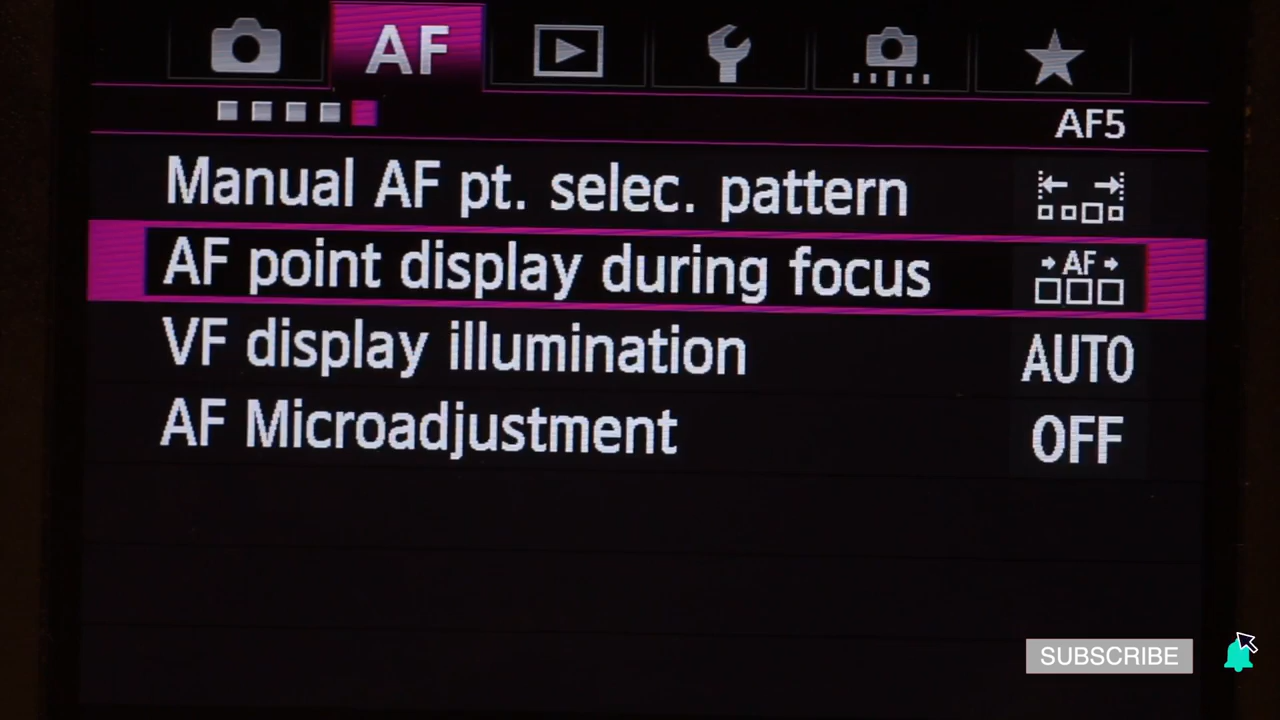 AF
AF5
Manual AF pt. selec. pattern
AF point display during focus
AF
VF display illumination AUTO
AF Microadjustment OFF
SUBSCRIBE